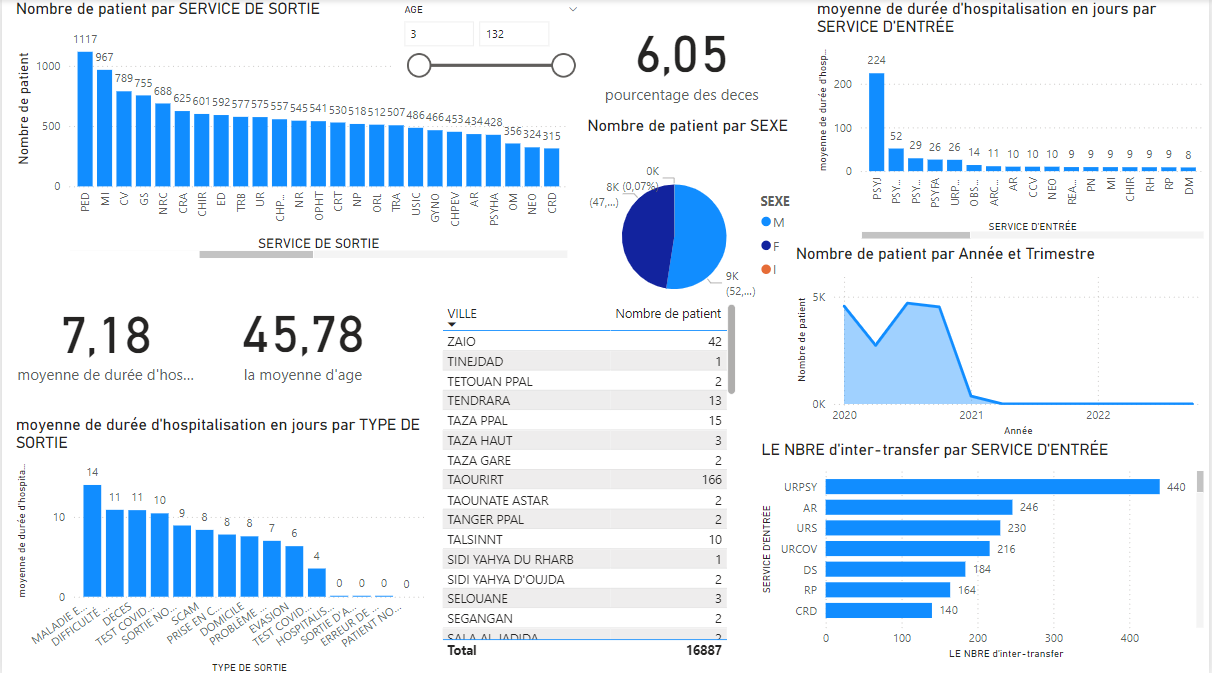 Nombre de patient par SERVICE DE SORTIE
Nombre de patient
1000
500
0
1117
967
789
755
688
625
601
592
577
575
557
545
541
530
518
512
507
486
466
453
434
428
356
324
315
PED
MI
CV
GS
NRC
CRA
CHIR
ED
TRB
UR
CHP...
NR
OPHT
CRT
NP
ORL
TRA
USIC
GYNO
CHPEV
AR
PSYHA
OM
NEO
CRD
SERVICE DE SORTIE
AGE
3
132
6,05
pourcentage des deces
Nombre de patient par SEXE
0K
(0,07%)
8K
(47,...)
9K
(52,...)
SEXE
M
F
I
moyenne de durée d'hospitalisation en jours par
SERVICE D'ENTRÉE
moyenne de durée d'hosp...
200
100
0
224
52
29
26
26
14
11
10
10
10
9
9
9
9
9
9
8
PSYJ
PSY...
PSY...
PSYFA
URP...
OBS...
ARC...
AR
CCV
NEO
REA...
PN
MI
CHIR
RH
RP
DM
SERVICE D'ENTRÉE
7,18
moyenne de durée d'hos...
45,78
la moyenne d'age
VILLE Nombre de patient
ZAIO 42
TINEJDAD 1
TETOUAN PPAL 2
TENDRARA 13
TAZA PPAL 15
TAZA HAUT 3
TAZA GARE 2
TAOURIRT 166
TAOUNATE ASTAR 2
TANGER PPAL 2
TALSINNT 10
SIDI YAHYA DU RHARB 1
SIDI YAHYA D'OUJDA 2
SELOUANE 3
SEGANGAN 2
SALA AL JADIDA 2
Total 16887
Nombre de patient par Année et Trimestre
Nombre de patient
5K
0K
2020
2021
2022
Année
moyenne de durée d'hospitalisation en jours par TYPE DE
SORTIE
moyenne de durée d'hospita...
10
0
14
11
11
10
9
8
8
8
7
6
4
0
0
0
0
MALADIE E...
DIFFICULTÉ ...
DECES
TEST COVID...
SORTIE NO...
SCAM
PRISE EN C...
DOMICILE
PROBLÈME ...
EVASION
TEST COVID...
HOSPITALIS...
SORTIE D'A...
ERREUR DE ...
PATIENT NO...
TYPE DE SORTIE
LE NBRE d'inter-transfer par SERVICE D'ENTRÉE
SERVICE D'ENTRÉE
URPSY 440
AR 246
URS 230
URCOV 216
DS 184
RP 164
CRD 140
0 100 200 300 400
LE NBRE d'inter-transfer